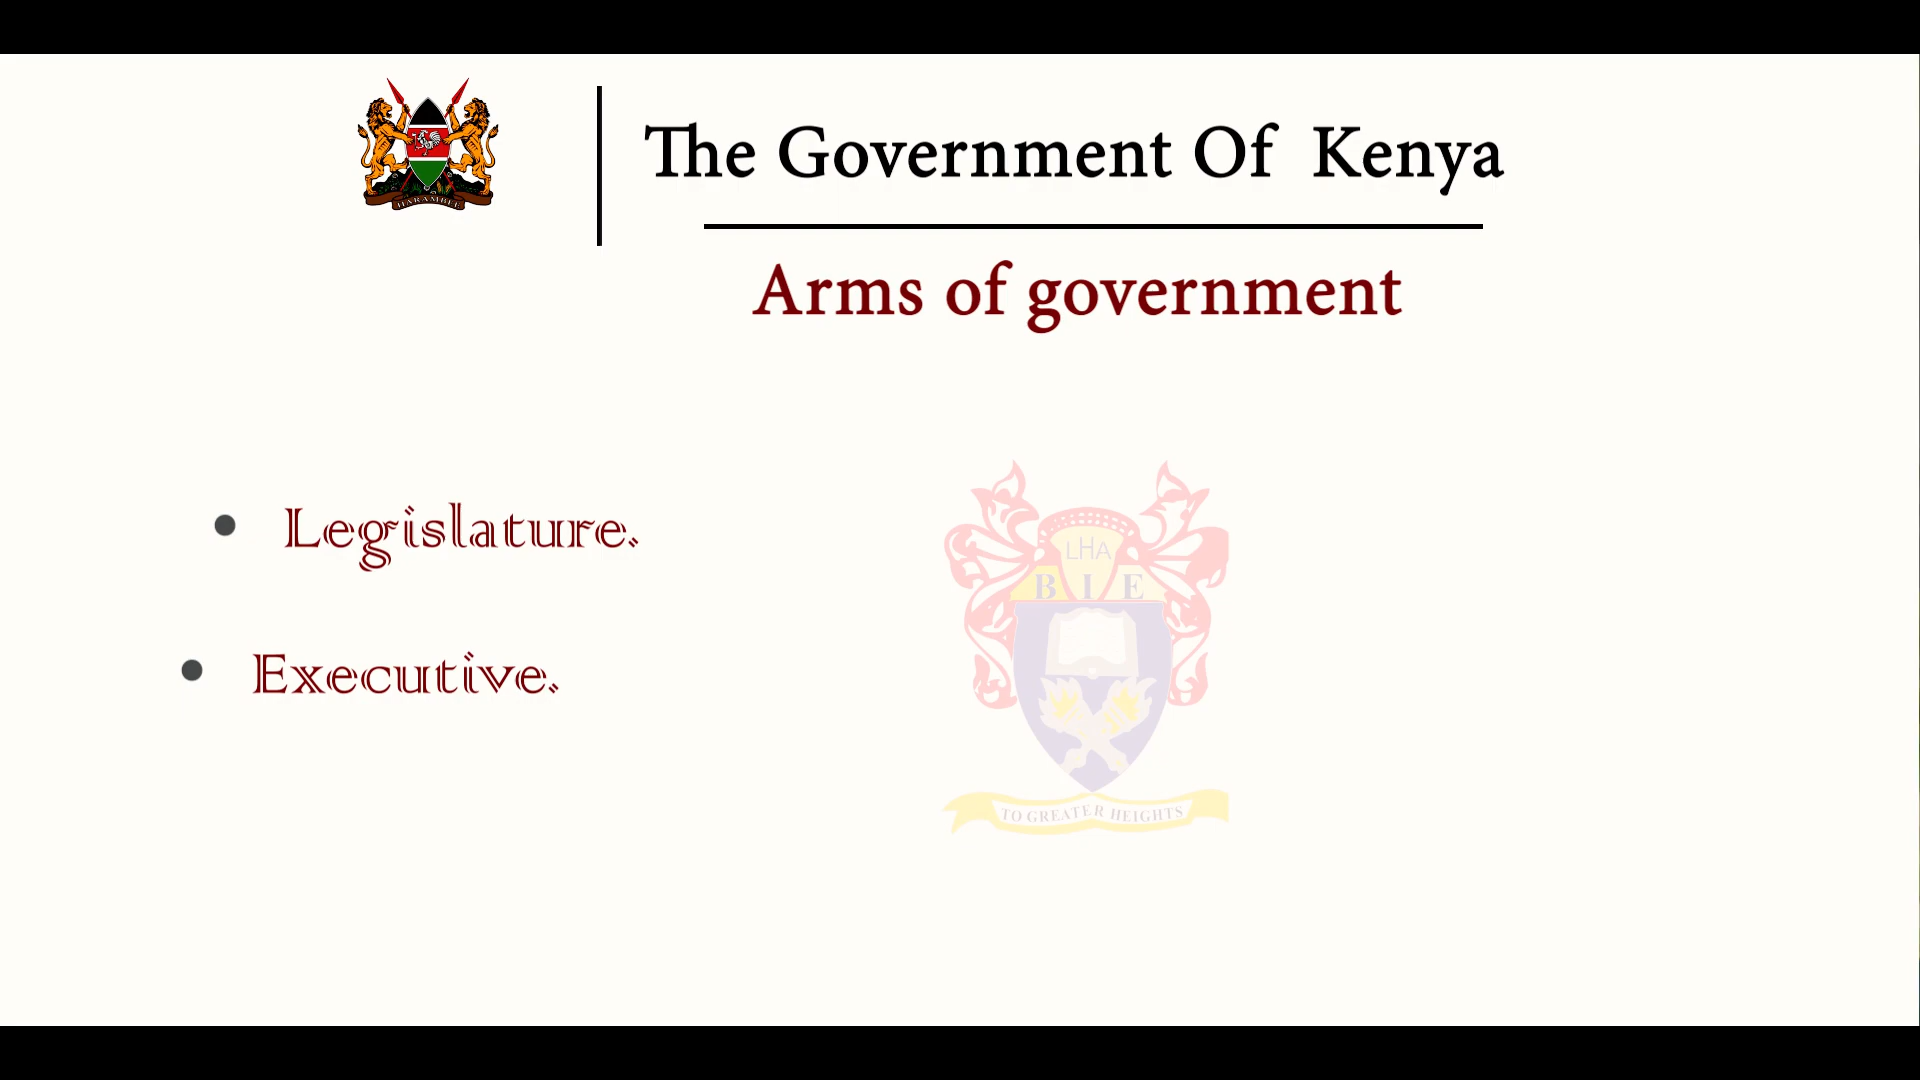 HARAMBEE
The Government Of Kenya
Arms of government
• Legislature.
• Executive.
LHA
B I E
TO GREATER HEIGHTS